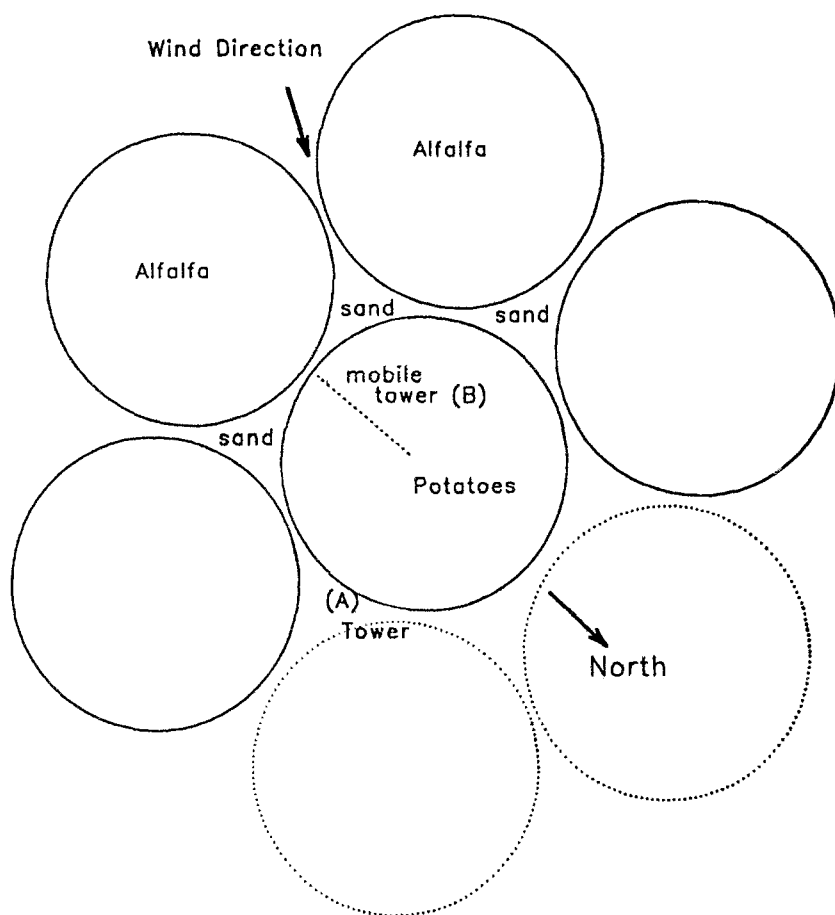 Wind Direction
Alfalfa
Alfalfa
sand
sand
mobile
tower (B)
sand
Potatoes
(A)
Tower
North